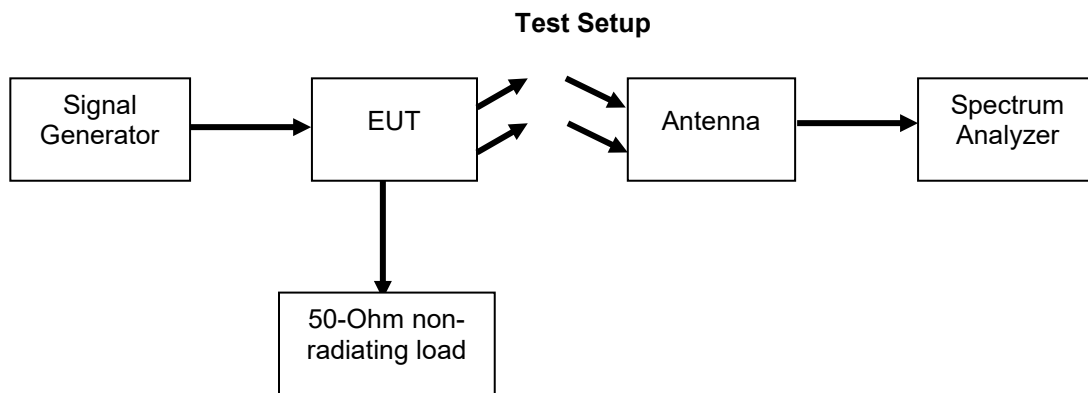 Test Setup
Signal
Generator
EUT
Antenna
Spectrum
Analyzer
50-Ohm non-
radiating load